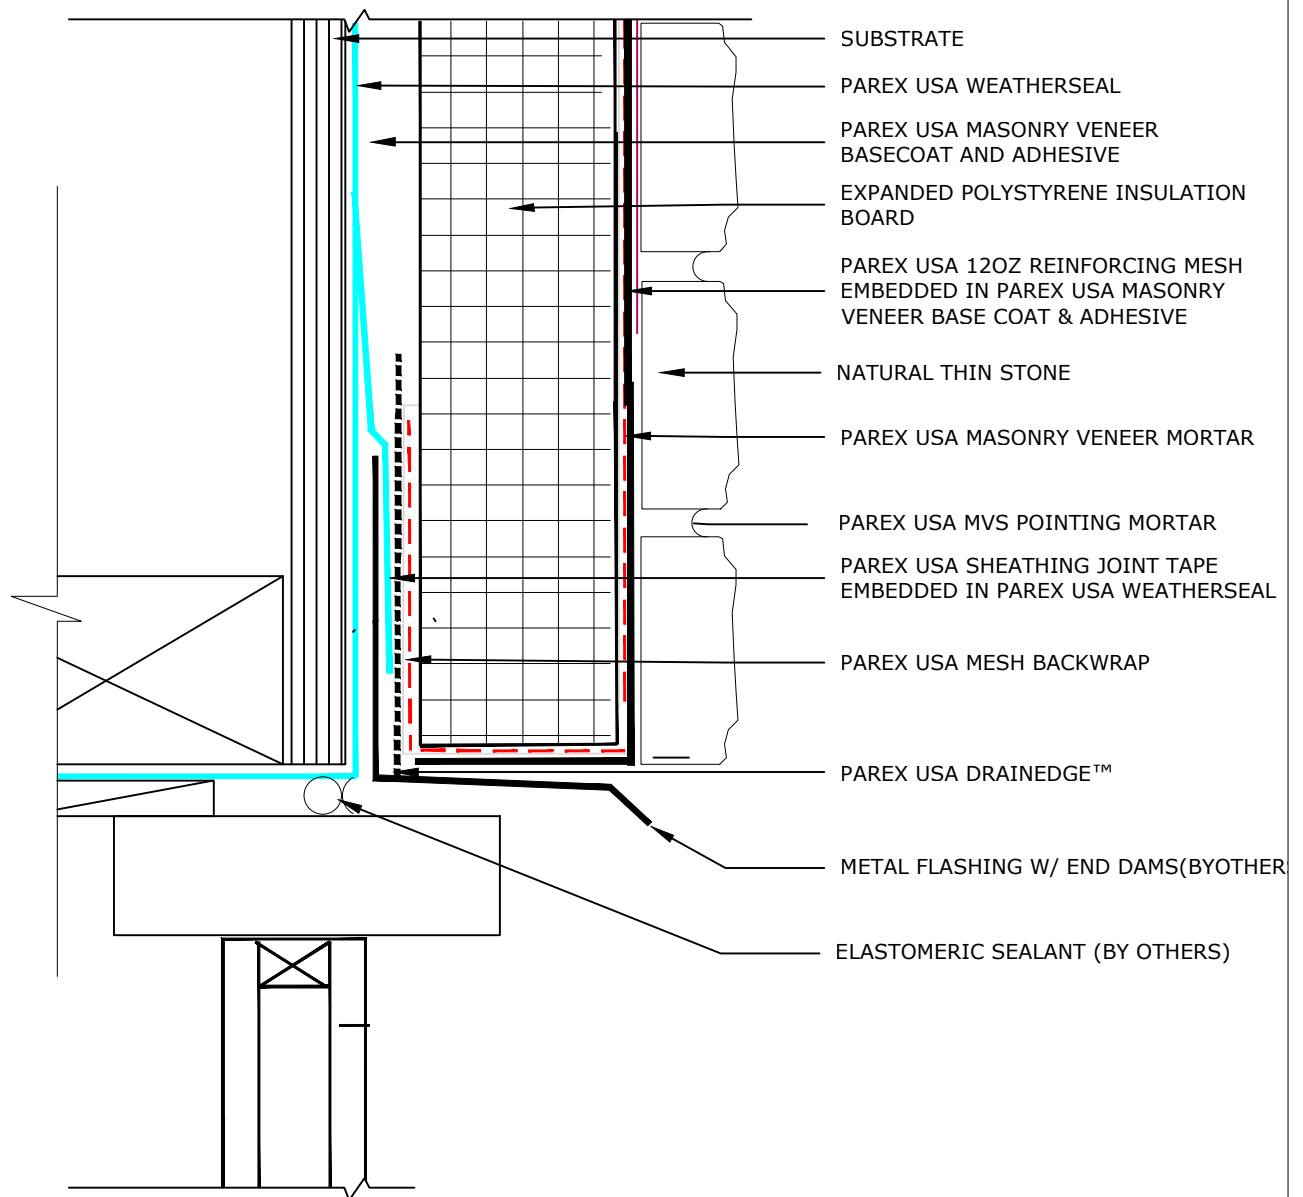 SUBSTRATE
PAREX USA WEATHERSEAL
PAREX USA MASONRY VENEER
BASECOAT AND ADHESIVE
EXPANDED POLYSTYRENE INSULATION
BOARD
PAREX USA 12OZ REINFORCING MESH
EMBEDDED IN PAREX USA MASONRY
VENEER BASE COAT & ADHESIVE
NATURAL THIN STONE
PAREX USA MASONRY VENEER MORTAR
PAREX USA MVS POINTING MORTAR
PAREX USA SHEATHING JOINT TAPE
EMBEDDED IN PAREX USA WEATHERSEAL
PAREX USA MESH BACKWRAP
PAREX USA DRAINEDGE™
METAL FLASHING W/ END DAMS(BYOTHER
ELASTOMERIC SEALANT (BY OTHERS)